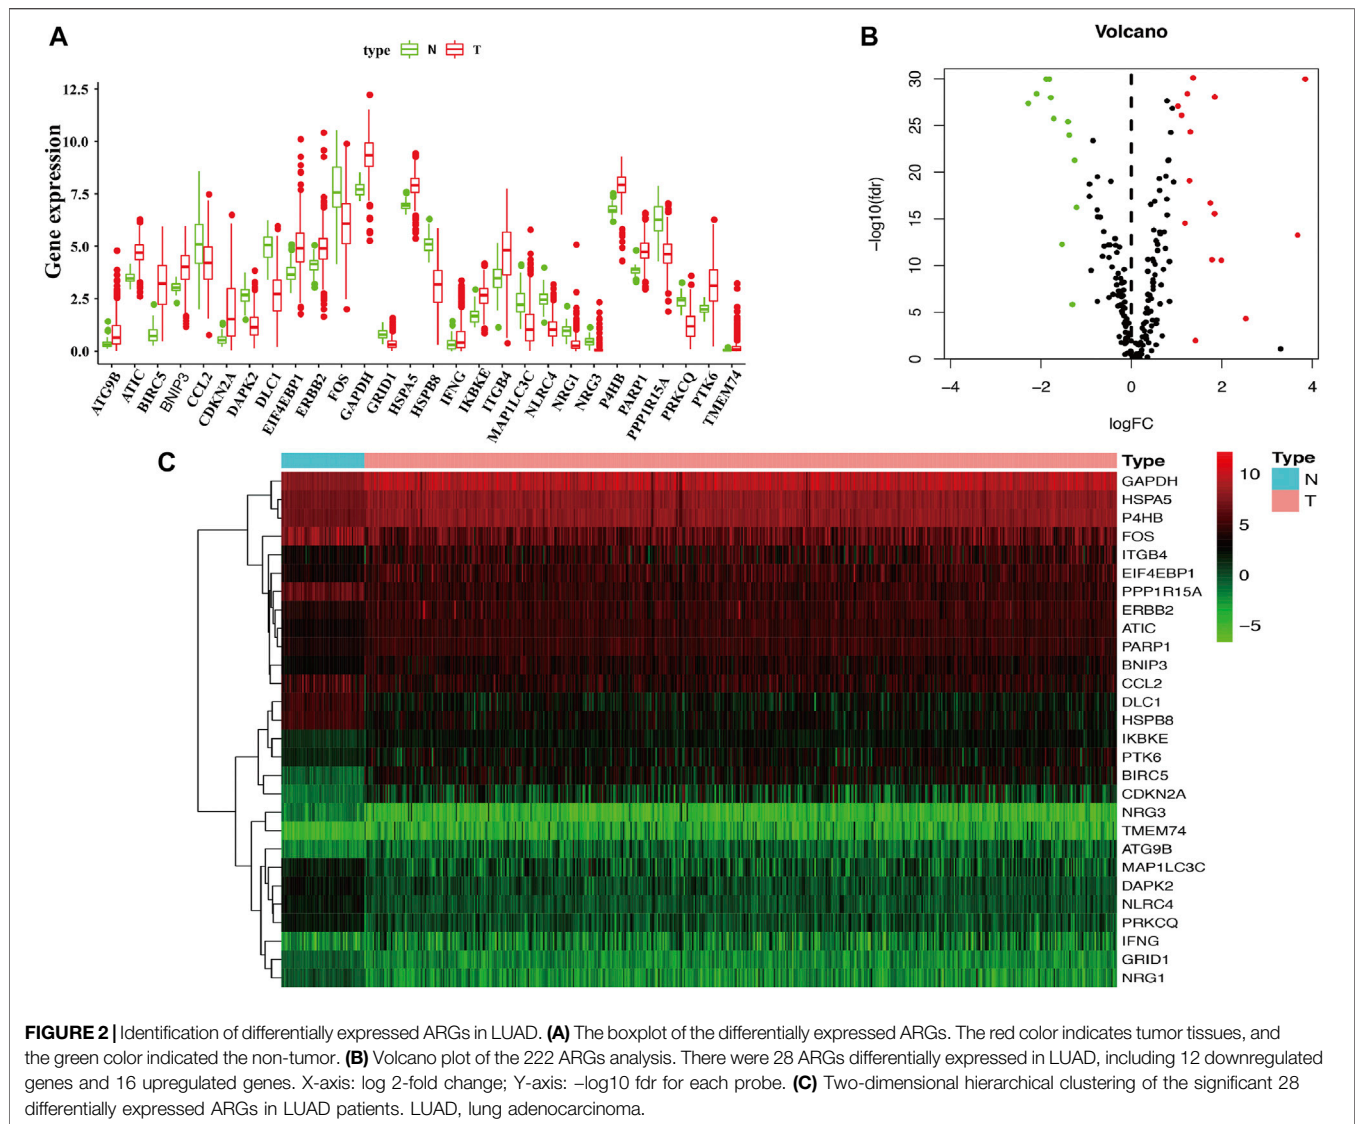 A
type N T
Gene expression
12.5
10.0
7.5
5.0
2.5
0.0
ATG9B
ATIC
BIRC5
BNIP3
CCL2
CDKN2A
DAPK2
DLC1
EIF4EBP1
ERBB2
FOS
GAPDH
GRID1
HSPA5
HSPB8
IFNG
IKBKE
ITGB4
MAP1LC3C
NLRC4
NRG1
NRG3
P4HB
PARP1
PPP1R15A
PRKCQ
PTK6
TMEM74
B
Volcano
−log10(fdr)
30
25
20
15
10
5
0
−4 −2 0 2 4
logFC
C
Type
GAPDH
HSPA5
P4HB
FOS
ITGB4
EIF4EBP1
PPP1R15A
ERBB2
ATIC
PARP1
BNIP3
CCL2
DLC1
HSPB8
IKBKE
PTK6
BIRC5
CDKN2A
NRG3
TMEM74
ATG9B
MAP1LC3C
DAPK2
NLRC4
PRKCQ
IFNG
GRID1
NRG1
10
5
0
−5
Type
N
T
FIGURE 2 | Identification of differentially expressed ARGs in LUAD. (A) The boxplot of the differentially expressed ARGs. The red color indicates tumor tissues, and
the green color indicated the non-tumor. (B) Volcano plot of the 222 ARGs analysis. There were 28 ARGs differentially expressed in LUAD, including 12 downregulated
genes and 16 upregulated genes. X-axis: log 2-fold change; Y-axis: −log10 fdr for each probe. (C) Two-dimensional hierarchical clustering of the significant 28
differentially expressed ARGs in LUAD patients. LUAD, lung adenocarcinoma.